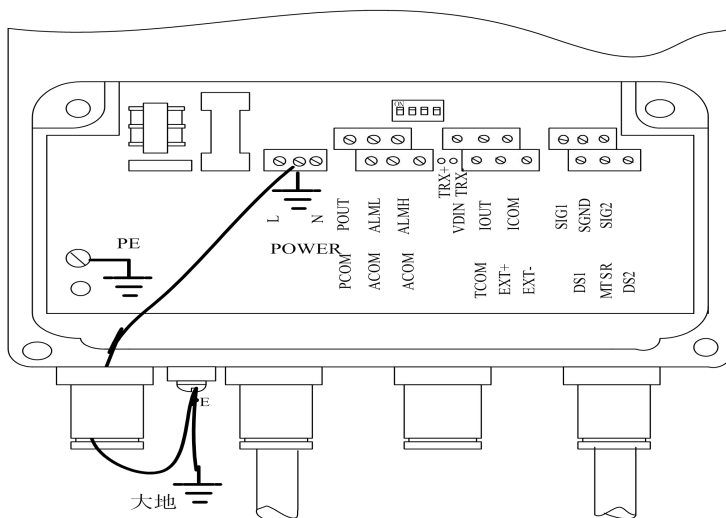 ON
TRX+
TRX-
L
N
POWER
POUT
ALML
ALMH
VDIN
IOUT
ICOM
SIG1
SGND
SIG2
PE
PCOM
ACOM
ACOM
TCOM
EXT+
EXT-
DS1
MTSR
DS2
PE
大地